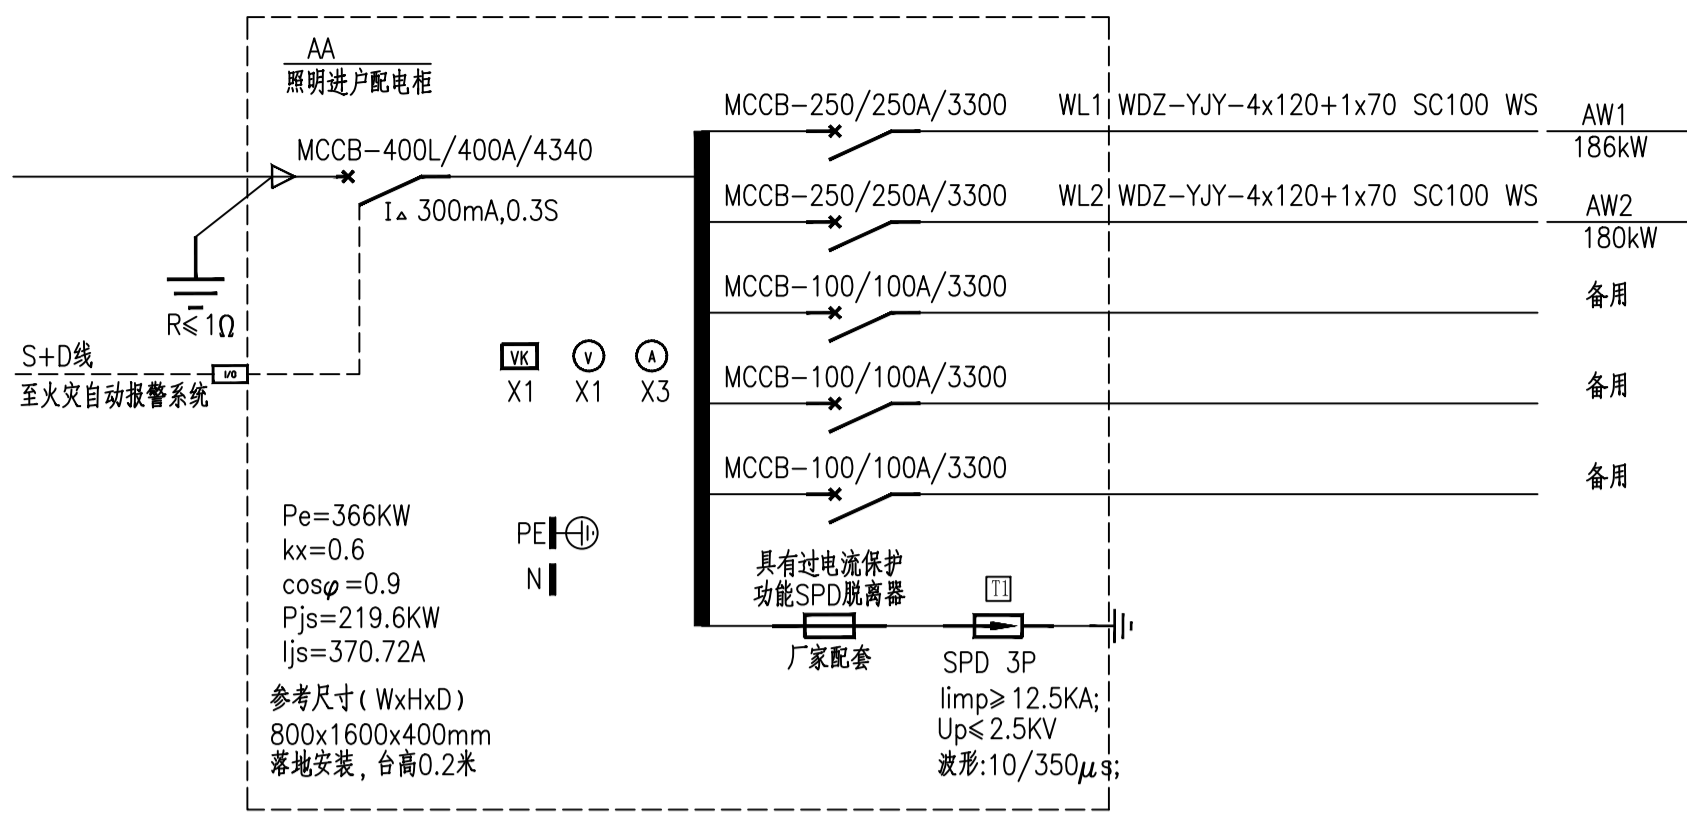 AA
照明进户配电柜
MCCB-400L/400A/4340
I△ 300mA,0.3S
R≤1Ω
S+D线
I/O
至火灾自动报警系统
VK
V
A
X1
X1
X3
MCCB-250/250A/3300
WL1 WDZ-YJY-4x120+1x70 SC100 WS
AW1
186kW
MCCB-250/250A/3300
WL2 WDZ-YJY-4x120+1x70 SC100 WS
AW2
180kW
MCCB-100/100A/3300
备用
MCCB-100/100A/3300
备用
MCCB-100/100A/3300
备用
Pe=366KW
kx=0.6
cosφ=0.9
Pjs=219.6KW
Ijs=370.72A
PE
N
参考尺寸(WxHxD)
800x1600x400mm
落地安装,台高0.2米
具有过电流保护
功能SPD脱离器
厂家配套
T1
SPD 3P
Iimp≥12.5KA;
Up≤2.5KV
波形:10/350μs;